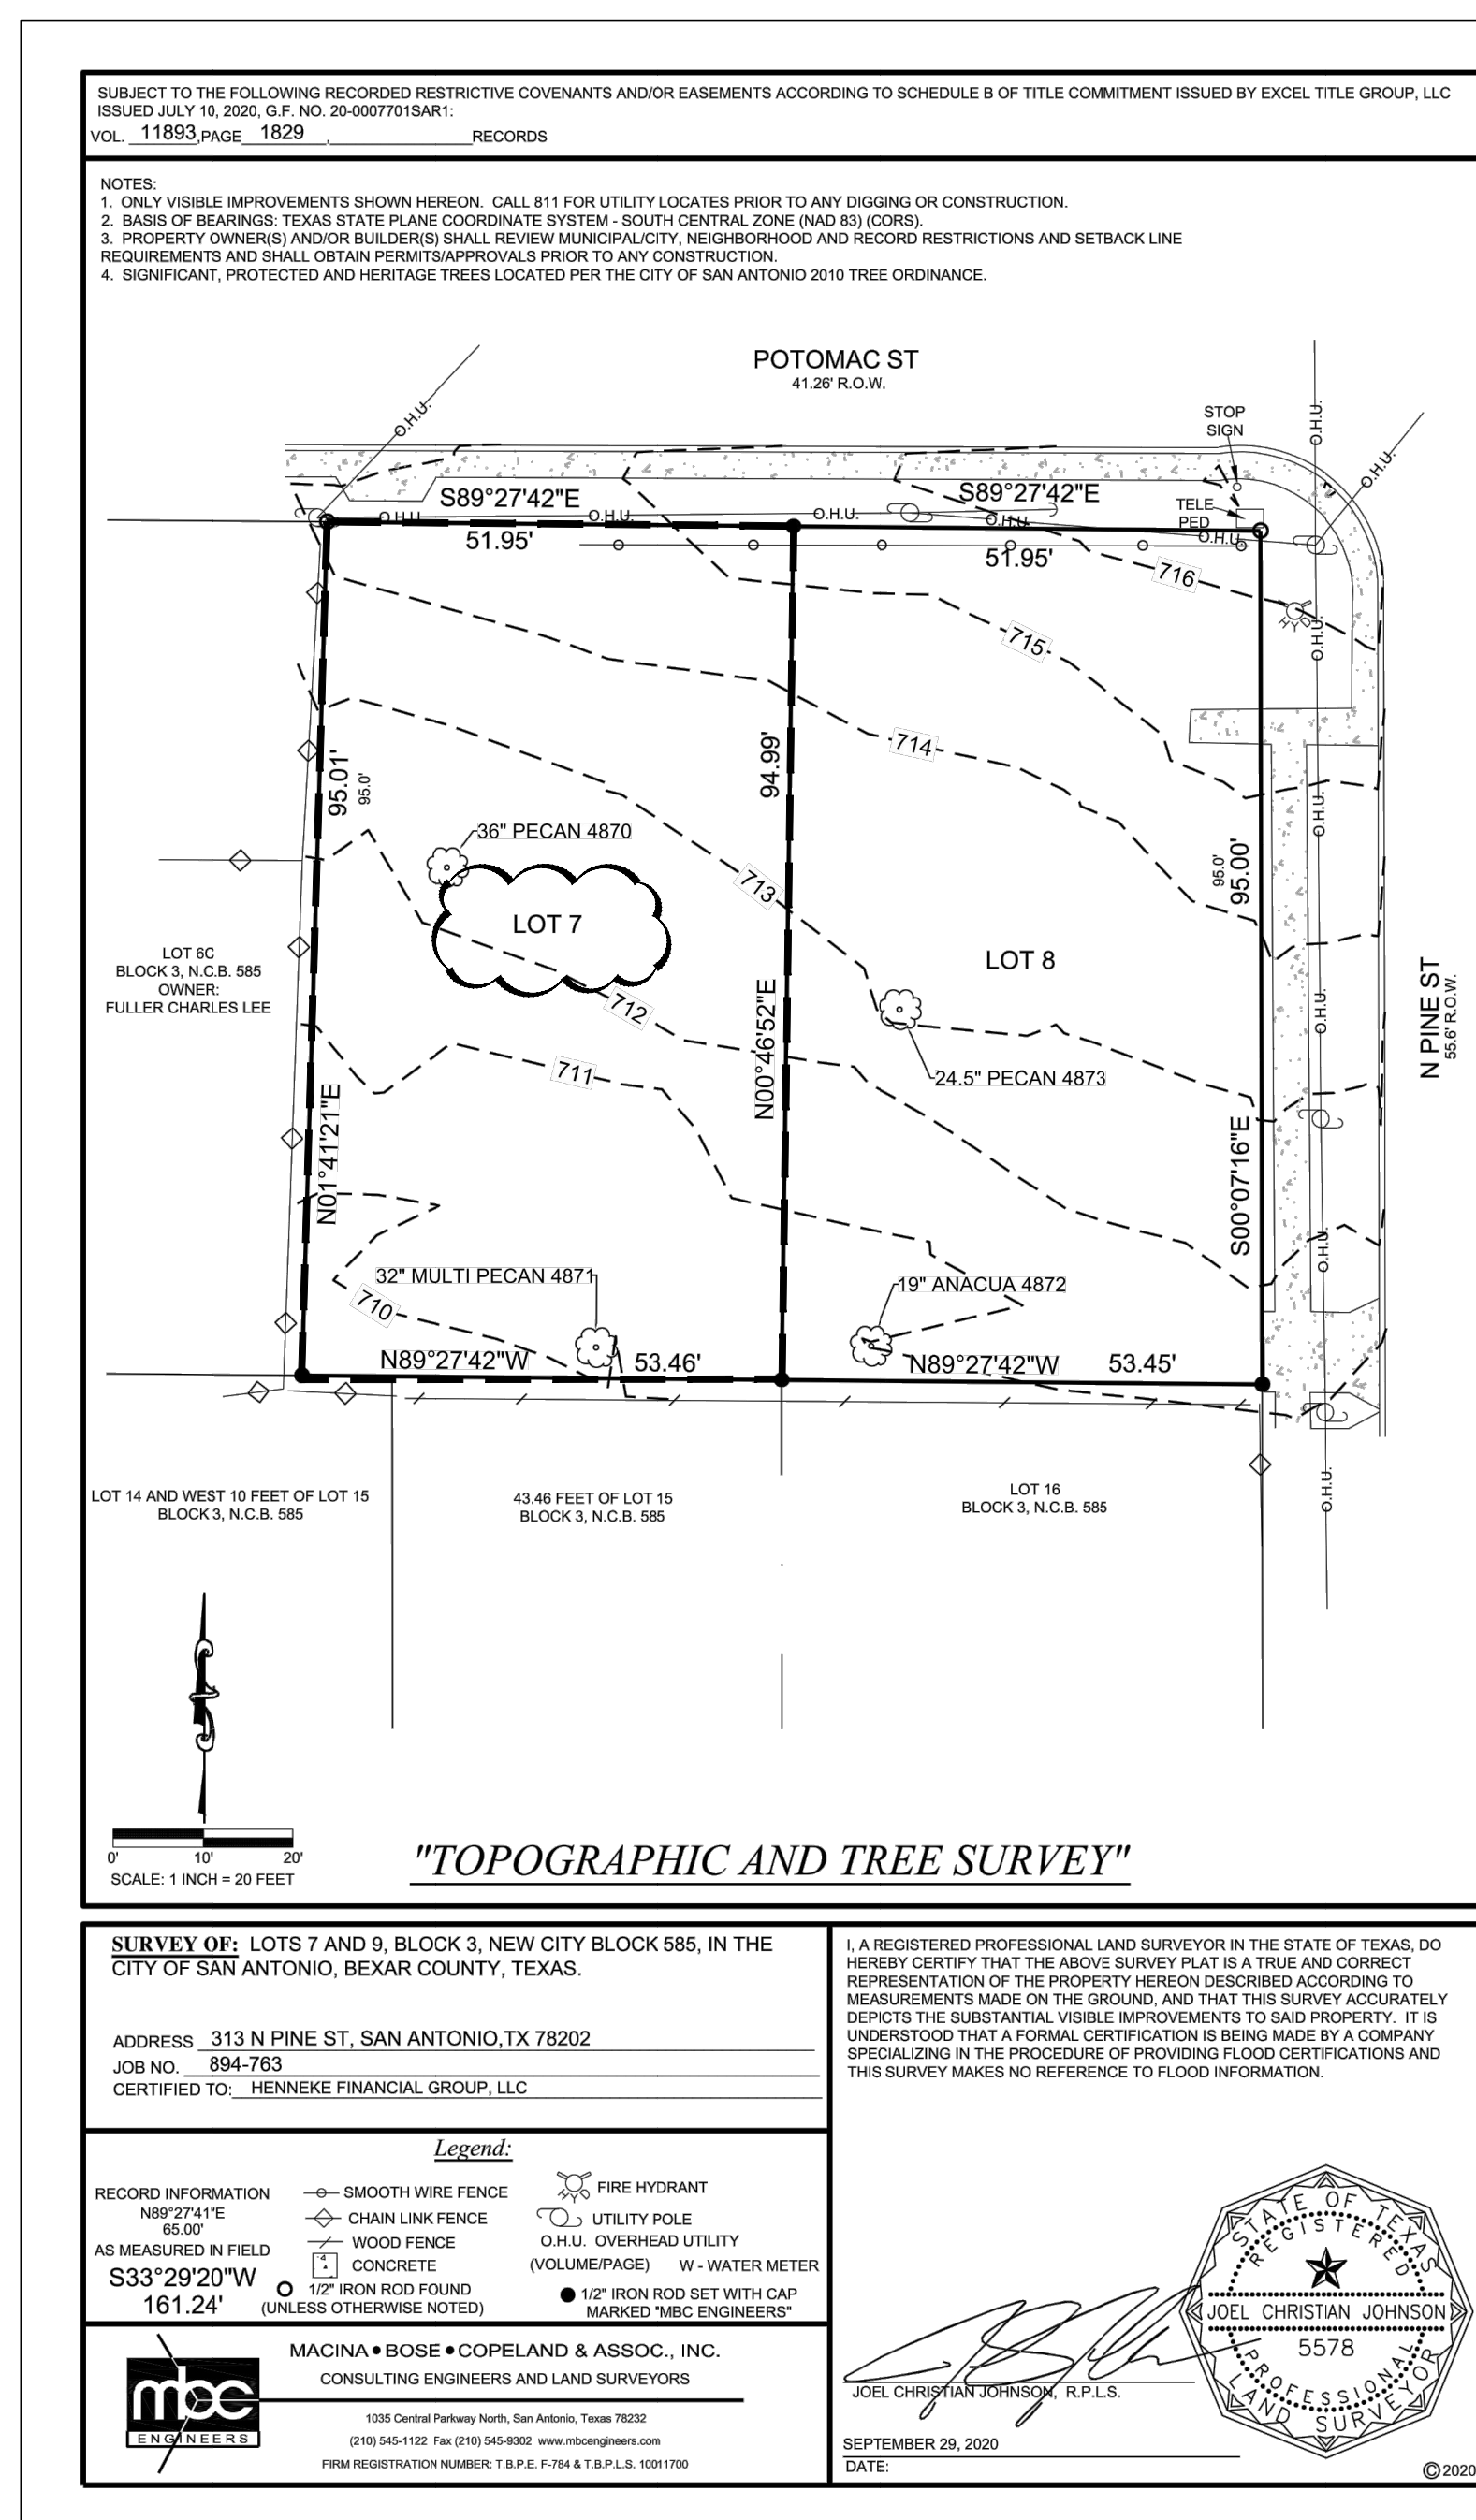 SUBJECT TO THE FOLLOWING RECORDED RESTRICTIVE COVENANTS AND/OR EASEMENTS ACCORDING TO SCHEDULE B OF TITLE COMMITMENT ISSUED BY EXCEL TITLE GROUP, LLC
ISSUED JULY 10, 2020, G.F. NO. 20-0007701SAR1:
VOL. 11893,PAGE 1829 , RECORDS
NOTES:
1. ONLY VISIBLE IMPROVEMENTS SHOWN HEREON. CALL 811 FOR UTILITY LOCATES PRIOR TO ANY DIGGING OR CONSTRUCTION.
2. BASIS OF BEARINGS: TEXAS STATE PLANE COORDINATE SYSTEM - SOUTH CENTRAL ZONE (NAD 83) (CORS).
3. PROPERTY OWNER(S) AND/OR BUILDER(S) SHALL REVIEW MUNICIPAL/CITY, NEIGHBORHOOD AND RECORD RESTRICTIONS AND SETBACK LINE
REQUIREMENTS AND SHALL OBTAIN PERMITS/APPROVALS PRIOR TO ANY CONSTRUCTION.
4. SIGNIFICANT, PROTECTED AND HERITAGE TREES LOCATED PER THE CITY OF SAN ANTONIO 2010 TREE ORDINANCE.
POTOMAC ST
41.26' R.O.W.
O.H.U.
STOP
SIGN
O.H.U.
O.H.U.
S89°27'42"E
S89°27'42"E
TELE
PED
O.H.U.
O.H.U.
O.H.U.
O.H.U.
O.H.U.
51.95'
51.95'
716
HYD
715
O.H.U.
714
95.01'
95.0'
94.99'
O.H.U.
36" PECAN 4870
713
95.0'
95.00'
LOT 7
LOT 8
LOT 6C
BLOCK 3, N.C.B. 585
OWNER:
FULLER CHARLES LEE
712
O.H.U.
N PINE ST
55.6' R.O.W.
711
N00°46'52"E
24.5" PECAN 4873
N01°41'21"E
S00°07'16"E
O.H.U.
32" MULTI PECAN 4871
19" ANACUA 4872
710
N89°27'42"W
53.46'
N89°27'42"W
53.45'
O.H.U.
LOT 14 AND WEST 10 FEET OF LOT 15
BLOCK 3, N.C.B. 585
43.46 FEET OF LOT 15
BLOCK 3, N.C.B. 585
LOT 16
BLOCK 3, N.C.B. 585
0' 10' 20'
SCALE: 1 INCH = 20 FEET
"TOPOGRAPHIC AND TREE SURVEY"
SURVEY OF: LOTS 7 AND 9, BLOCK 3, NEW CITY BLOCK 585, IN THE
CITY OF SAN ANTONIO, BEXAR COUNTY, TEXAS.
ADDRESS 313 N PINE ST, SAN ANTONIO,TX 78202
JOB NO. 894-763
CERTIFIED TO: HENNEKE FINANCIAL GROUP, LLC
I, A REGISTERED PROFESSIONAL LAND SURVEYOR IN THE STATE OF TEXAS, DO
HEREBY CERTIFY THAT THE ABOVE SURVEY PLAT IS A TRUE AND CORRECT
REPRESENTATION OF THE PROPERTY HEREON DESCRIBED ACCORDING TO
MEASUREMENTS MADE ON THE GROUND, AND THAT THIS SURVEY ACCURATELY
DEPICTS THE SUBSTANTIAL VISIBLE IMPROVEMENTS TO SAID PROPERTY. IT IS
UNDERSTOOD THAT A FORMAL CERTIFICATION IS BEING MADE BY A COMPANY
SPECIALIZING IN THE PROCEDURE OF PROVIDING FLOOD CERTIFICATIONS AND
THIS SURVEY MAKES NO REFERENCE TO FLOOD INFORMATION.
Legend:
RECORD INFORMATION
N89°27'41"E
65.00'
AS MEASURED IN FIELD
S33°29'20"W
161.24'
SMOOTH WIRE FENCE
CHAIN LINK FENCE
WOOD FENCE
CONCRETE
1/2" IRON ROD FOUND
(UNLESS OTHERWISE NOTED)
HYD FIRE HYDRANT
UTILITY POLE
O.H.U. OVERHEAD UTILITY
(VOLUME/PAGE) W - WATER METER
1/2" IRON ROD SET WITH CAP
MARKED "MBC ENGINEERS"
mbc
ENGINEERS
MACINA • BOSE • COPELAND & ASSOC., INC.
CONSULTING ENGINEERS AND LAND SURVEYORS
1035 Central Parkway North, San Antonio, Texas 78232
(210) 545-1122 Fax (210) 545-9302 www.mbcengineers.com
FIRM REGISTRATION NUMBER: T.B.P.E. F-784 & T.B.P.L.S. 10011700
STATE OF TEXAS
REGISTERED
JOEL CHRISTIAN JOHNSON
5578
PROFESSIONAL
LAND SURVEYOR
JOEL CHRISTIAN JOHNSON, R.P.L.S.
SEPTEMBER 29, 2020
DATE:
©2020